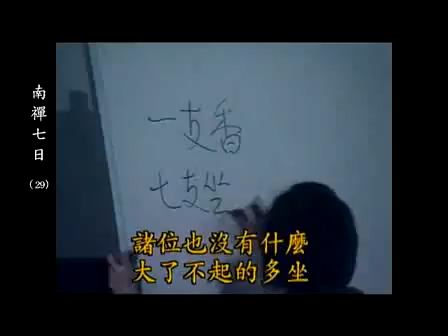 南禪七日
(29)
一支香
七支坐
諸位也沒有什麼
大了不起的多坐